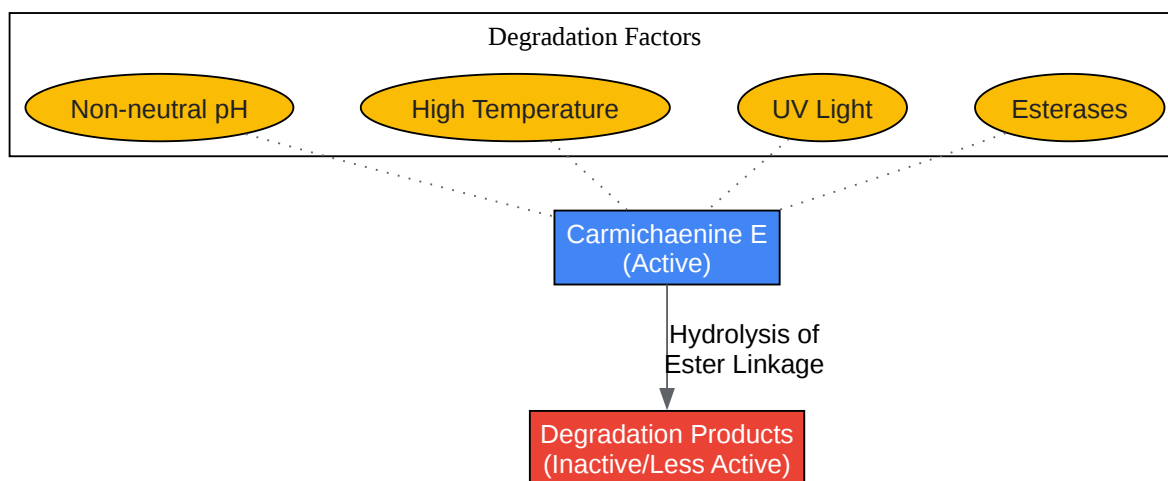 Degradation Factors
Non-neutral pH
High Temperature
UV Light
Esterases
Carmichaenine E
(Active)
Hydrolysis of
Ester Linkage
Degradation Products
(Inactive/Less Active)